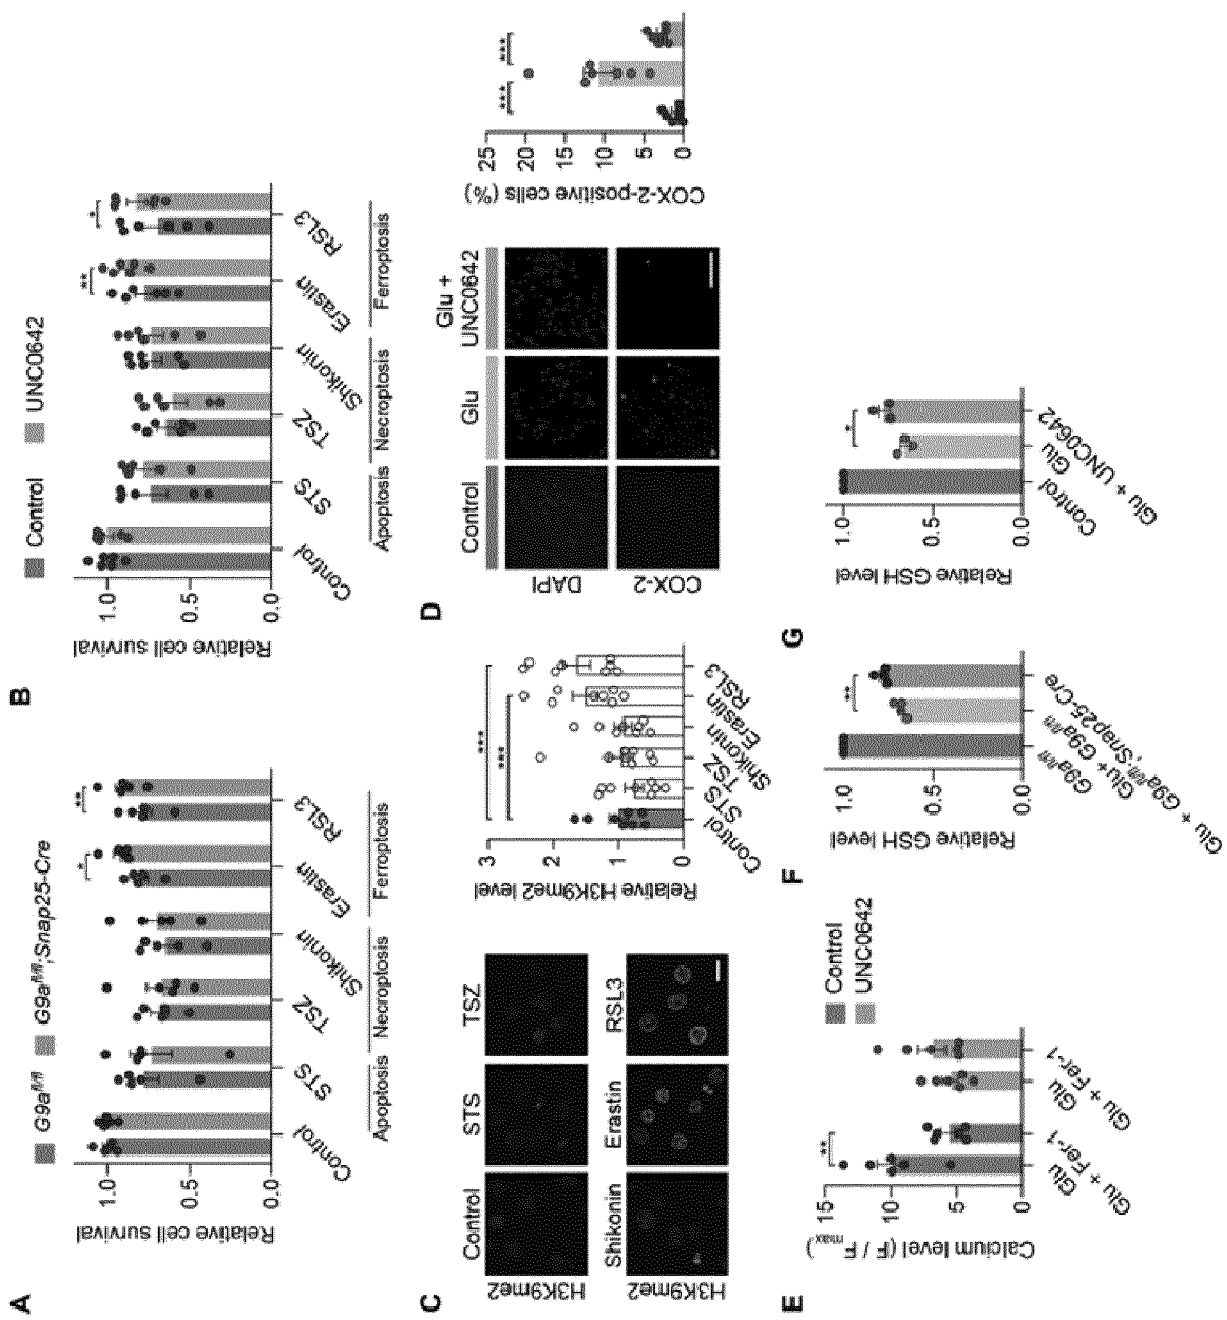 A
G9a^fl/fl G9a^fl/fl;Snap25-Cre
Relative cell survival
1.0
0.5
0.0
Control
STS
TSZ
Shikonin
Erastin
RSL3
Apoptosis Necroptosis Ferroptosis
* **
B
Control UNC0642
Relative cell survival
1.0
0.5
0.0
Control
STS
TSZ
Shikonin
Erastin
RSL3
Apoptosis Necroptosis Ferroptosis
** *
C
Control STS TSZ
H3K9me2
Shikonin Erastin RSL3
H3K9me2
Relative H3K9me2 level
3
2
1
0
***
***
Control
STS
TSZ
Shikonin
Erastin
RSL3
D
Control Glu Glu + UNC0642
DAPI
COX-2
COX-2-positive cells (%)
25
20
15
10
5
0
*** ***
E
Calcium level (F / Fmax)
15
10
5
0
**
Glu
Glu + Fer-1
Glu
Glu + Fer-1
Control
UNC0642
F
Relative GSH level
1.0
0.5
0.0
**
G9a^fl/fl
Glu+ G9a^fl/fl
Glu + G9a^fl/fl;Snap25-Cre
G
Relative GSH level
1.0
0.5
0.0
*
Control
Glu
Glu + UNC0642